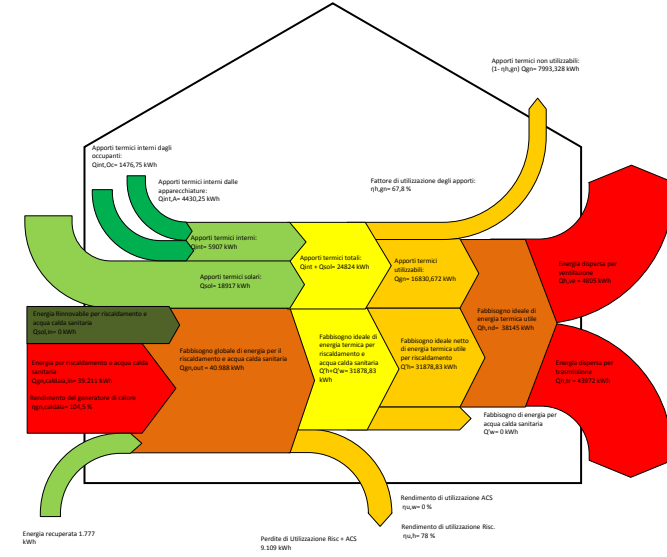 Apporti termici non utilizzabili:
(1- ηh,gn) Qgn= 7993,328 kWh
Apporti termici interni dagli
occupanti:
Qint,Oc= 1476,75 kWh
Apporti termici interni dalle
apparecchiature:
Qint,A= 4430,25 kWh
Fattore di utilizzazione degli apporti:
ηh,gn= 67,8 %
Apporti termici interni:
Qint= 5907 kWh
Apporti termici solari:
Qsol= 18917 kWh
Apporti termici totali:
Qint + Qsol= 24824 kWh
Apporti termici
utilizzabili:
Qgn= 16830,672 kWh
Energia dispersa per
ventilazione
Qh,ve = 4605 kWh
Energia Rinnovabile per riscaldamento e
acqua calda sanitaria
Qsol,in= 0 kWh
Fabbisogno ideale di
energia termica utile
Qh,nd= 38145 kWh
Energia per riscaldamento e acqua calda
sanitaria
Qgn,caldaia,in= 39.211 kWh
Rendimento del generatore di calore
ηgn,caldaia= 104,5 %
Fabbisogno globale di energia per il
riscaldamento e acqua calda sanitaria
Qgn,out = 40.988 kWh
Fabbisogno ideale di
energia termica per
riscaldamento e
acqua calda
sanitaria
Q'h+Q'w= 31878,83
kWh
Fabbisogno ideale netto
di energia termica utile
per riscaldamento
Q'h= 31878,83 kWh
Energia dispersa per
trasmissione
Qh,tr = 43972 kWh
Fabbisogno di energia per
acqua calda sanitaria
Q'w= 0 kWh
Rendimento di utilizzazione ACS
ηu,w= 0 %
Rendimento di utilizzazione Risc.
ηu,h= 78 %
Energia recuperata 1.777
kWh
Perdite di Utilizzazione Risc + ACS
9.109 kWh